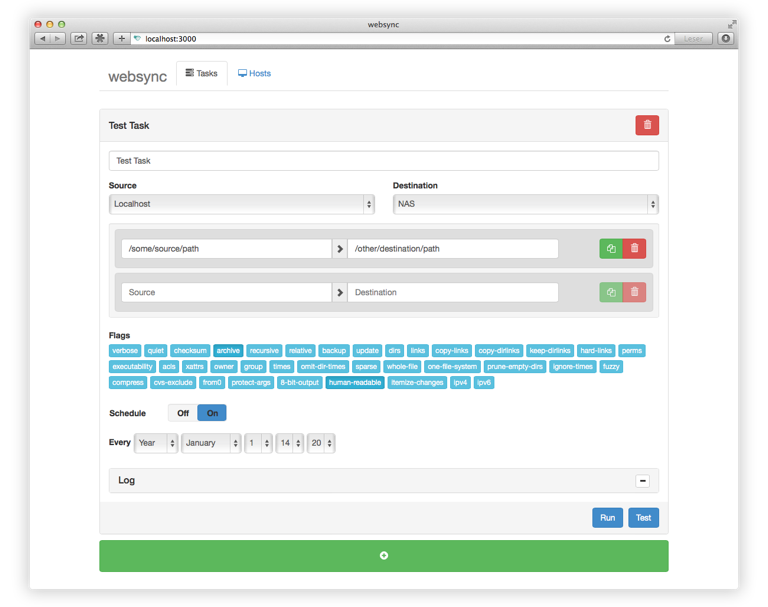 websync
localhost:3000
Leser
websync Tasks Hosts
Test Task
Test Task
Source Destination
Localhost NAS
/some/source/path /other/destination/path
Source Destination
Flags
verbose quiet checksum archive recursive relative backup update dirs links copy-links copy-dirlinks keep-dirlinks hard-links perms
executability acls xattrs owner group times omit-dir-times sparse whole-file one-file-system prune-empty-dirs ignore-times fuzzy
compress cvs-exclude from0 protect-args 8-bit-output human-readable itemize-changes ipv4 ipv6
Schedule Off On
Every Year January 1 14 20
Log
Run Test